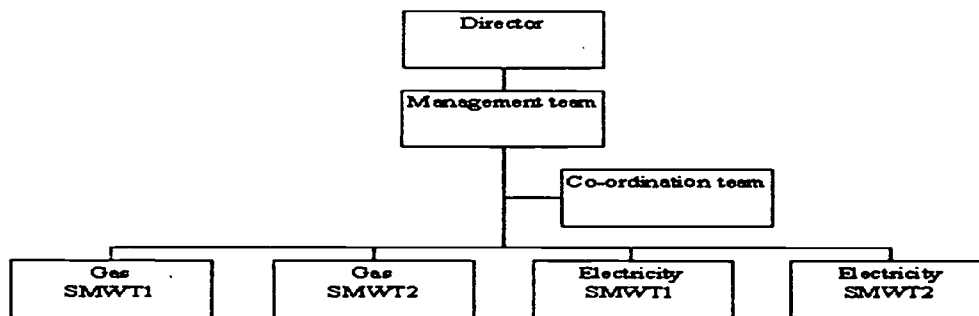 Director
Management team
Co-ordination team
Gas
SMWT1
Gas
SMWT2
Electricity
SMWT1
Electricity
SMWT2